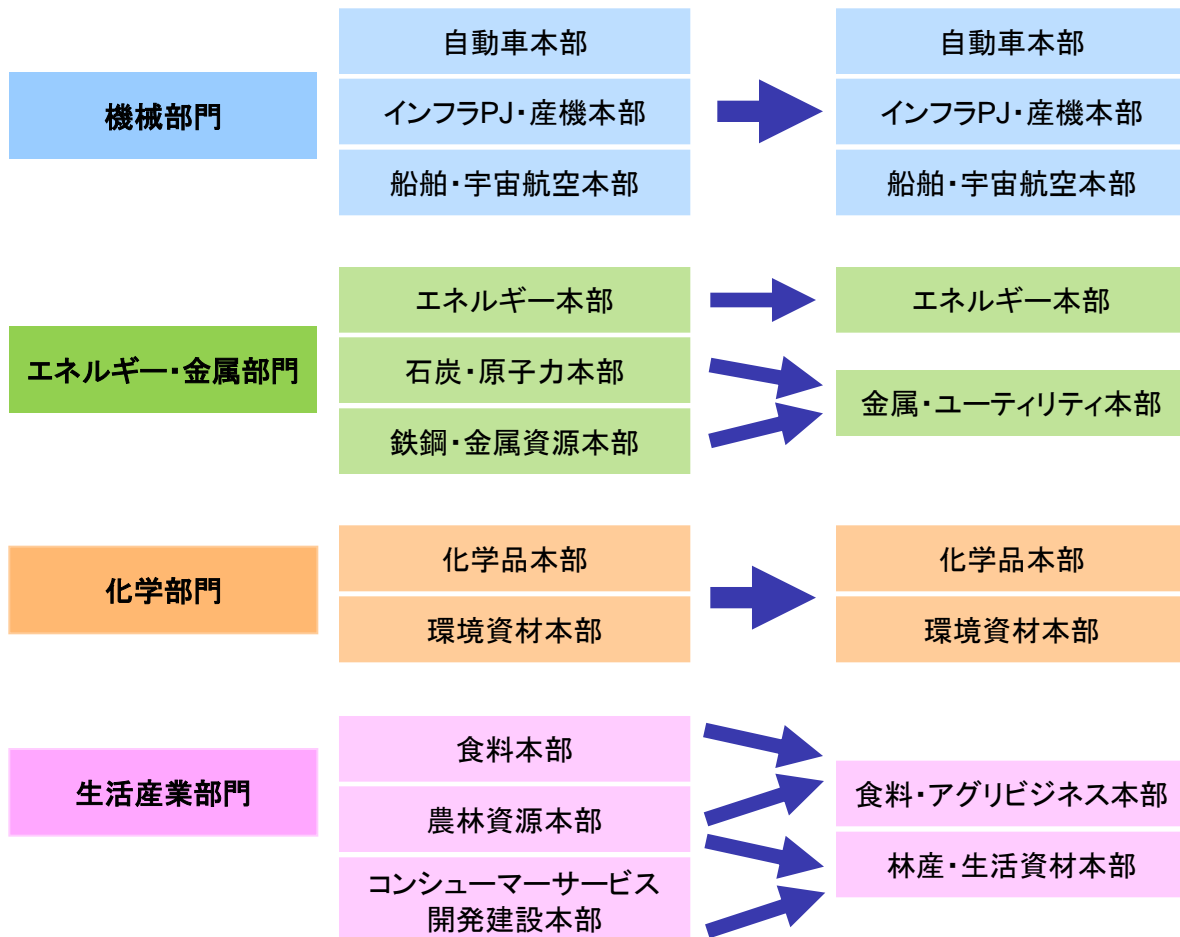 機械部門
自動車本部
インフラPJ・産機本部
船舶・宇宙航空本部
自動車本部
インフラPJ・産機本部
船舶・宇宙航空本部
エネルギー・金属部門
エネルギー本部
石炭・原子力本部
鉄鋼・金属資源本部
エネルギー本部
金属・ユーティリティ本部
化学部門
化学品本部
環境資材本部
化学品本部
環境資材本部
生活産業部門
食料本部
農林資源本部
コンシューマーサービス
開発建設本部
食料・アグリビジネス本部
林産・生活資材本部